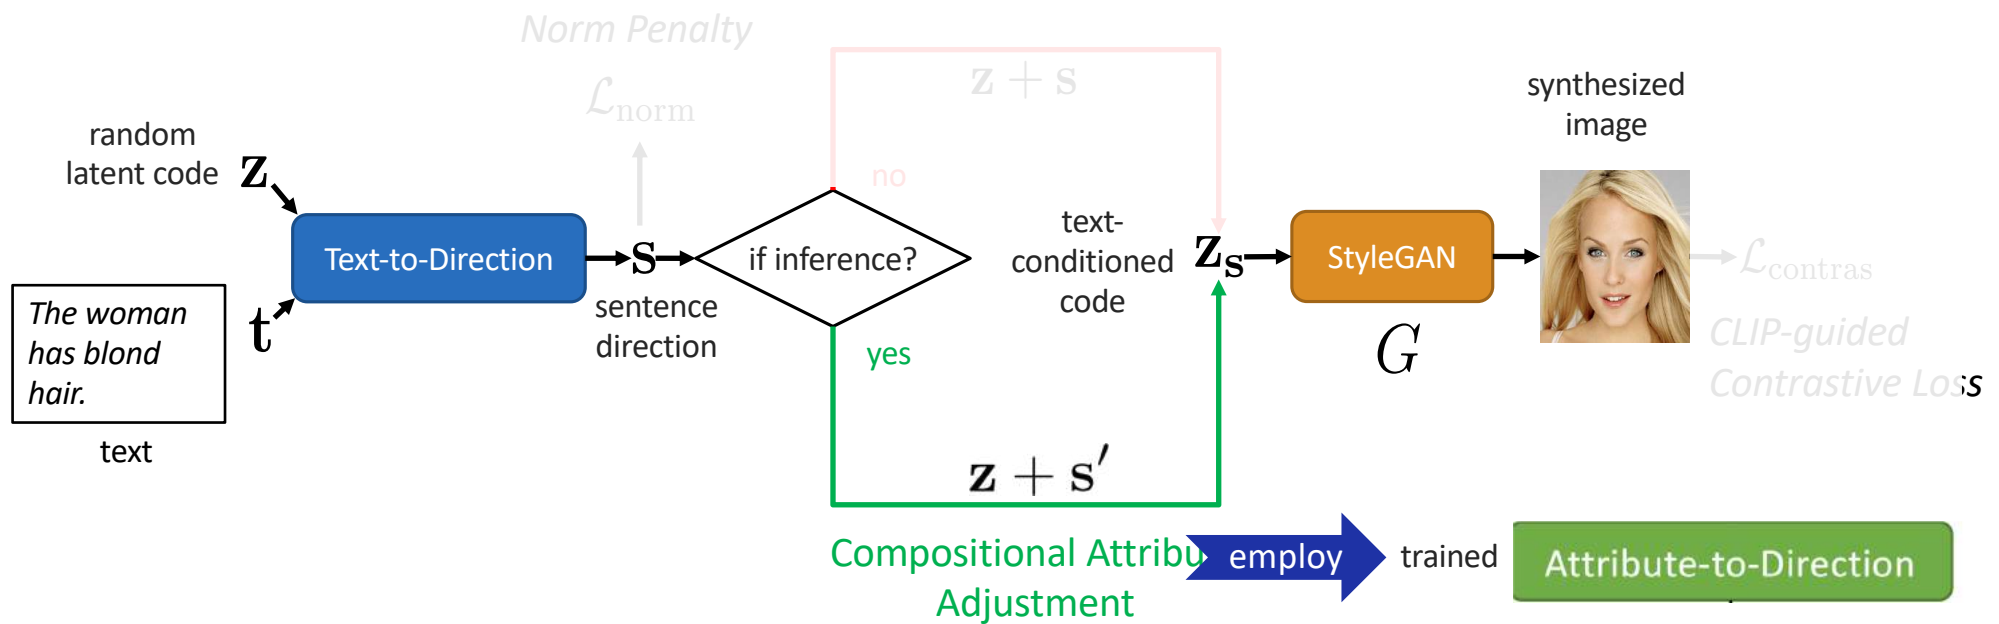 Norm Penalty
ℒnorm
z + s
no
random
latent code z
Text-to-Direction
t
The woman
has blond
hair.
text
s
sentence
direction
if inference?
yes
z + s′
Compositional Attribu
Adjustment
employ
trained
Attribute-to-Direction
text-
conditioned
code
zs
StyleGAN
G
synthesized
image
ℒcontras
CLIP-guided
Contrastive Loss